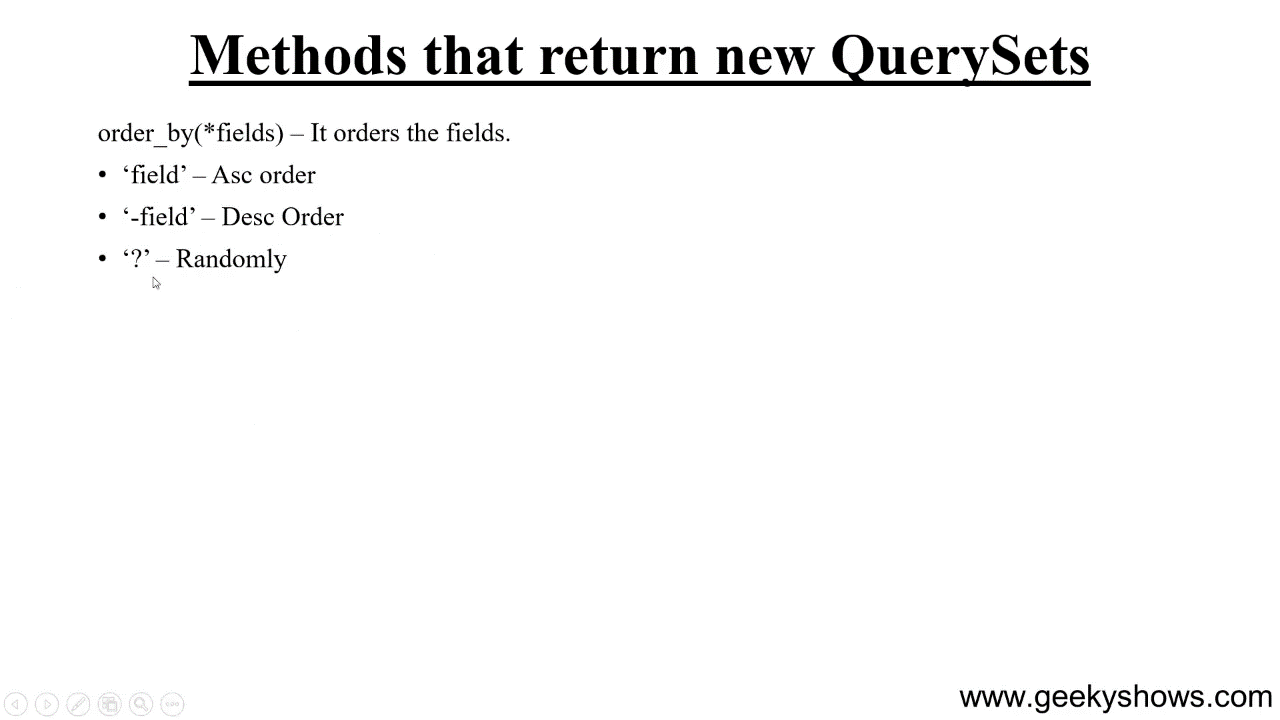 Methods that return new QuerySets
order_by(*fields) – It orders the fields.
• ‘field’ – Asc order
• ‘-field’ – Desc Order
• ‘?’ – Randomly
www.geekyshows.com